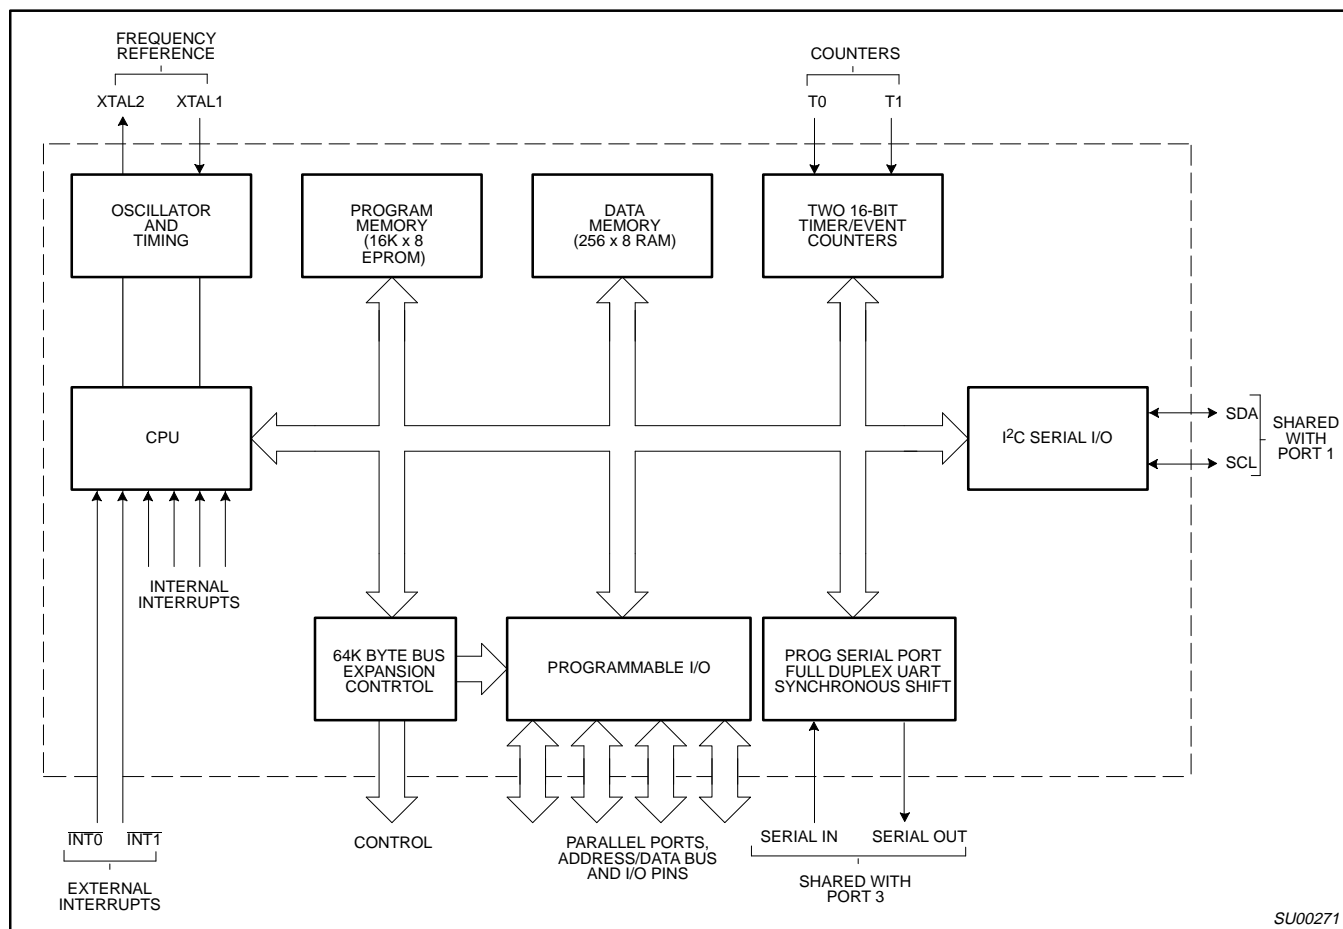 FREQUENCY
REFERENCE
COUNTERS
XTAL2 XTAL1
T0 T1
OSCILLATOR
AND
TIMING
PROGRAM
MEMORY
(16K x 8
EPROM)
DATA
MEMORY
(256 x 8 RAM)
TWO 16-BIT
TIMER/EVENT
COUNTERS
CPU
I²C SERIAL I/O
SDA
SCL
SHARED
WITH
PORT 1
INTERNAL
INTERRUPTS
64K BYTE BUS
EXPANSION
CONTRTOL
PROGRAMMABLE I/O
PROG SERIAL PORT
FULL DUPLEX UART
SYNCHRONOUS SHIFT
I̅N̅T̅0̅ I̅N̅T̅1̅
EXTERNAL
INTERRUPTS
CONTROL
PARALLEL PORTS,
ADDRESS/DATA BUS
AND I/O PINS
SERIAL IN SERIAL OUT
SHARED WITH
PORT 3
SU00271